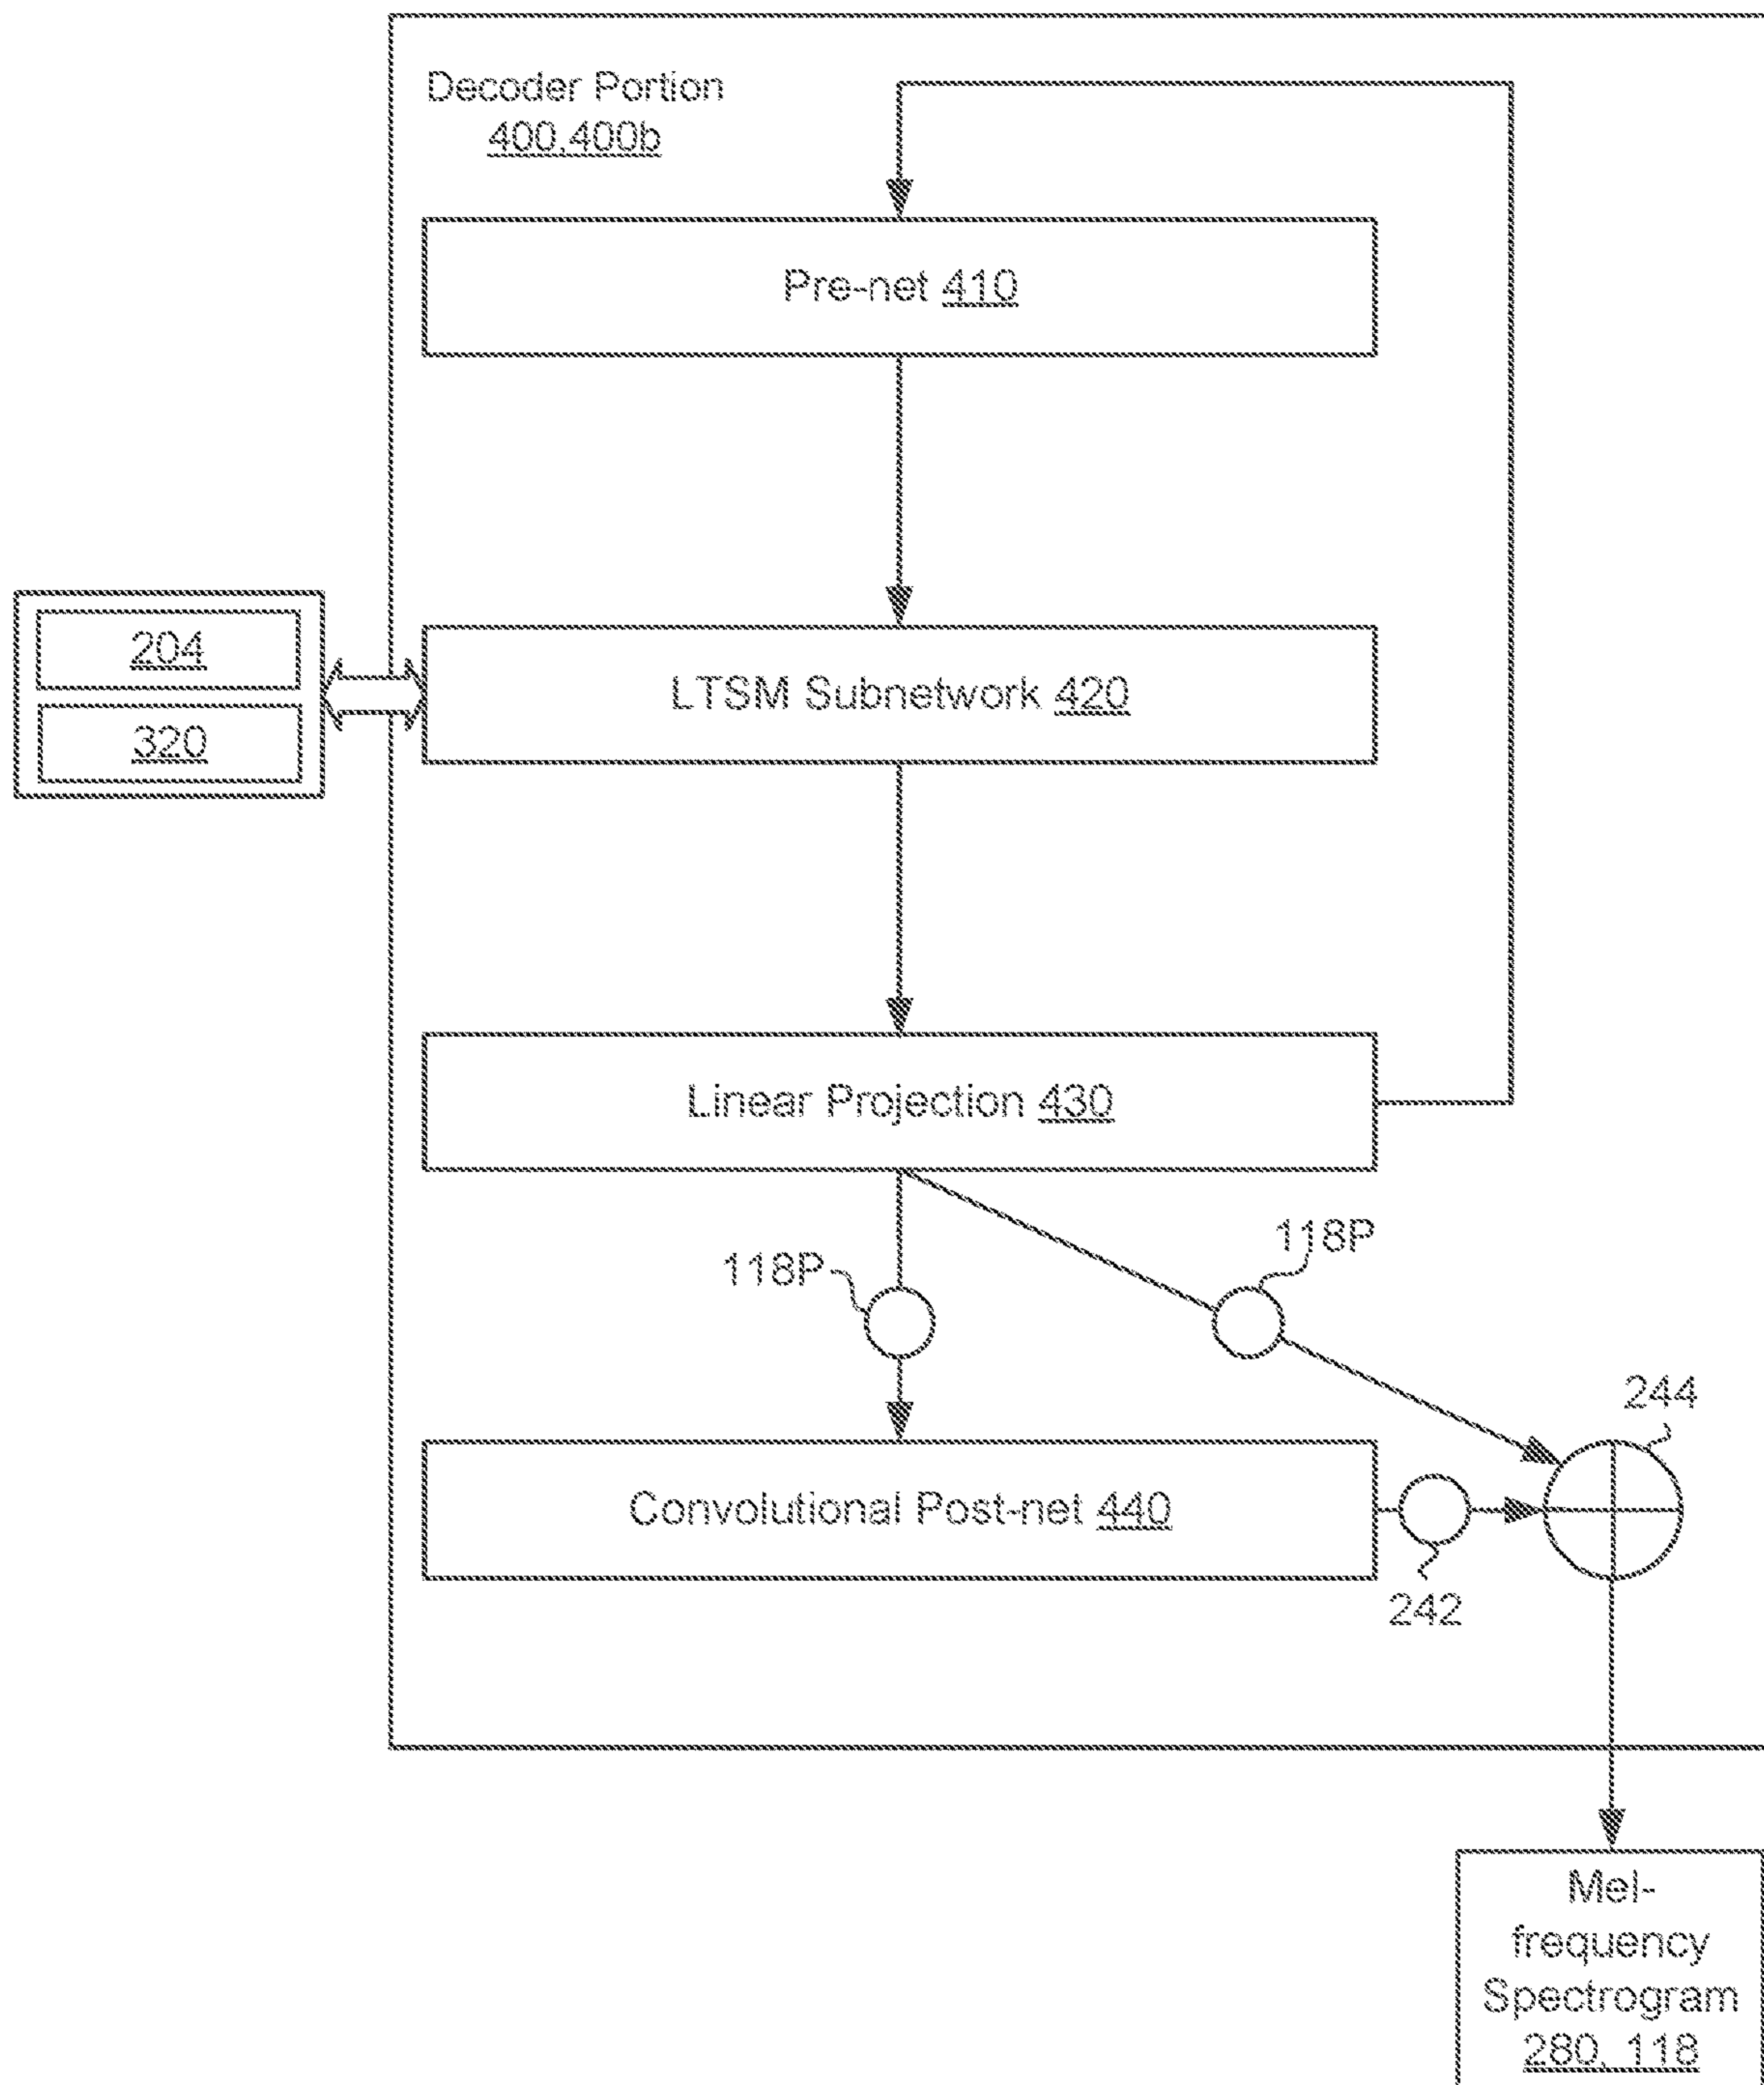 Decoder Portion
400,400b
Pre-net 410
204
320
LTSM Subnetwork 420
Linear Projection 430
118P
118P
244
Convolutional Post-net 440
242
Mel-
frequency
Spectrogram
280, 118